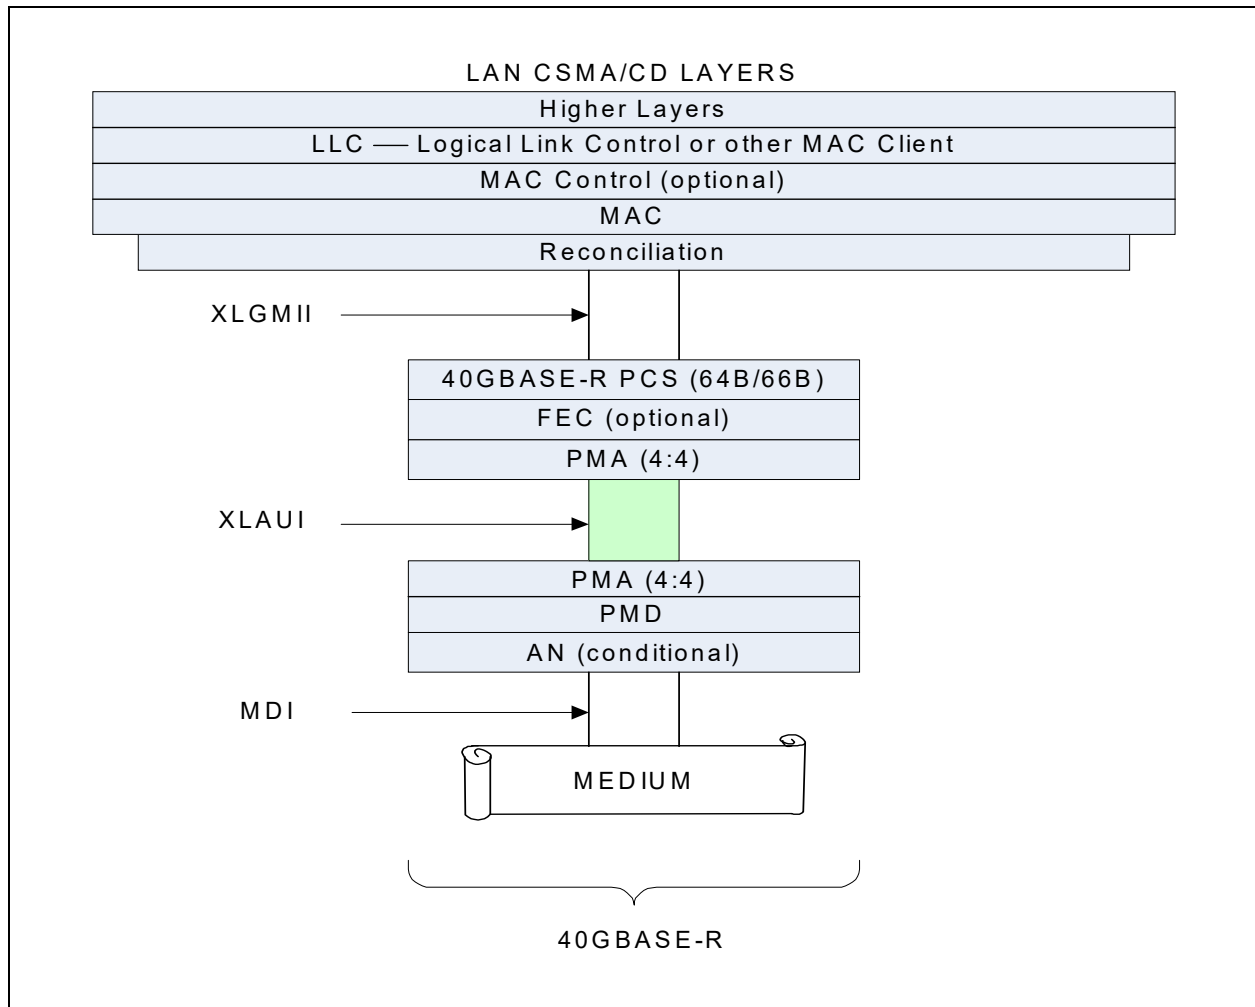 LAN CSMA/CD LAYERS
Higher Layers
LLC — Logical Link Control or other MAC Client
MAC Control (optional)
MAC
Reconciliation
XLGMII
40GBASE-R PCS (64B/66B)
FEC (optional)
PMA (4:4)
XLAUI
PMA (4:4)
PMD
AN (conditional)
MDI
MEDIUM
40GBASE-R